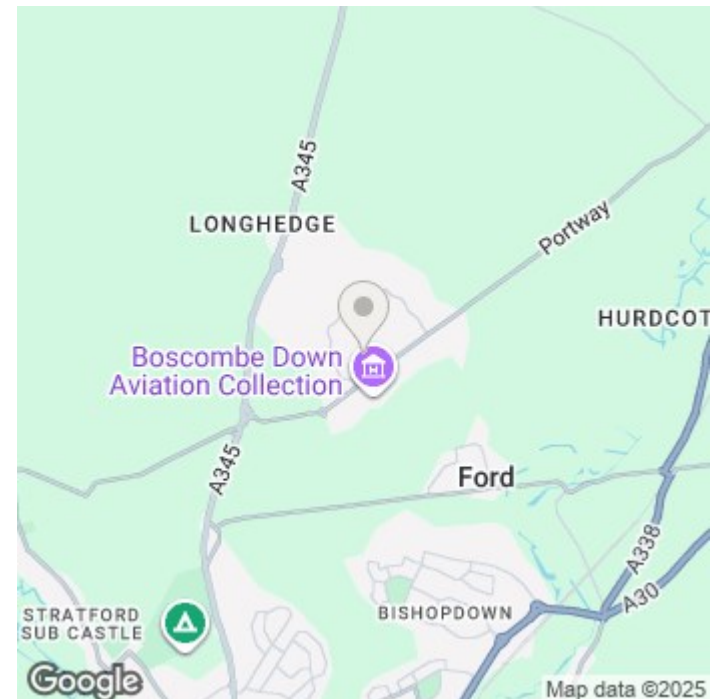 A345
LONGHEDGE
Portway
HURDCOT
Boscombe Down
Aviation Collection
A345
Ford
A338
A30
STRATFORD
SUB CASTLE
BISHOPDOWN
Google
Map data ©2025